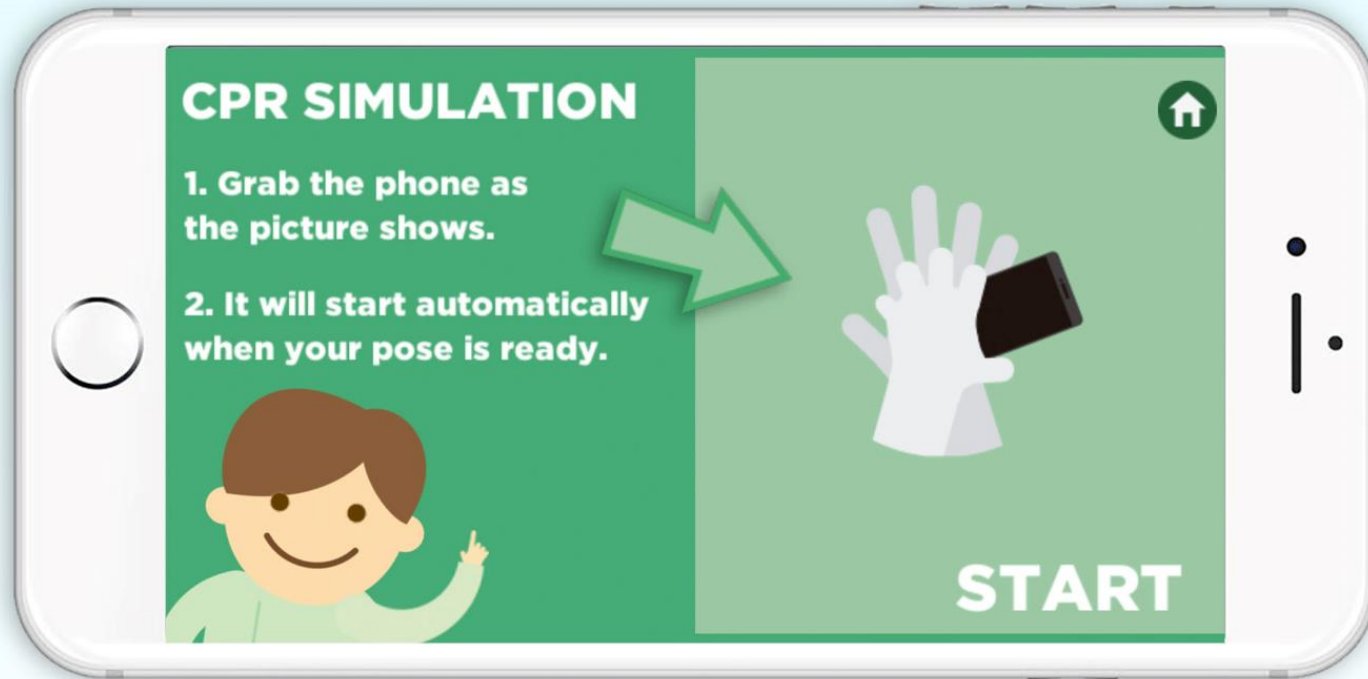 CPR SIMULATION
1. Grab the phone as
the picture shows.
2. It will start automatically
when your pose is ready.
START